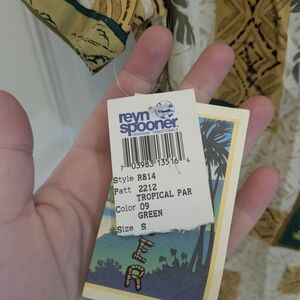 reyn
spooner
7 03983 13516 4
Style R814
Patt 2212
TROPICAL PAR
Color 09
GREEN
Size S
E
R